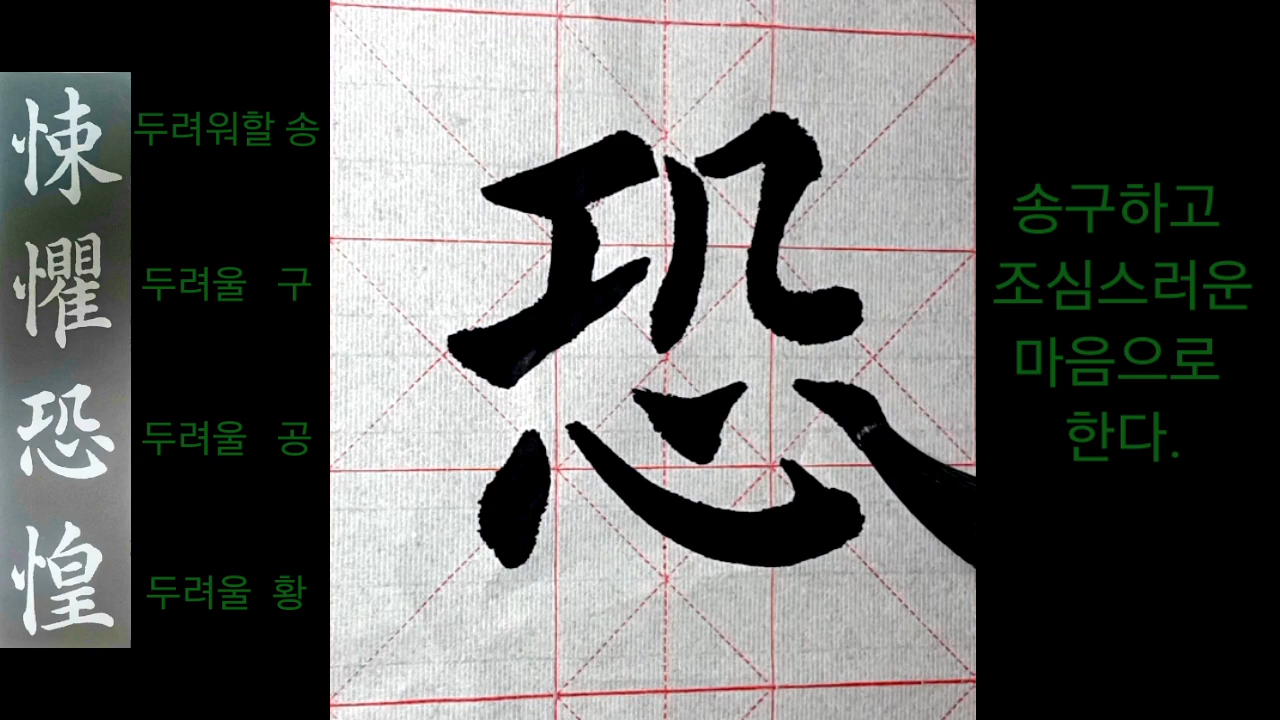 悚 두려워할 송
懼 두려울 구
恐 두려울 공
惶 두려울 황
恐
송구하고
조심스러운
마음으로
한다.